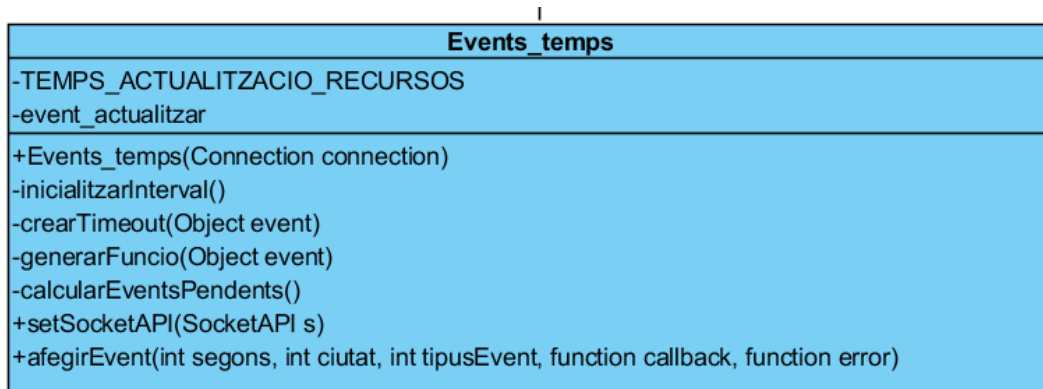 Events_temps
-TEMPS_ACTUALITZACIO_RECURSOS
-event_actualitzar
+Events_temps(Connection connection)
-inicialitzarInterval()
-crearTimeout(Object event)
-generarFuncio(Object event)
-calcularEventsPendents()
+setSocketAPI(SocketAPI s)
+afegirEvent(int segons, int ciutat, int tipusEvent, function callback, function error)